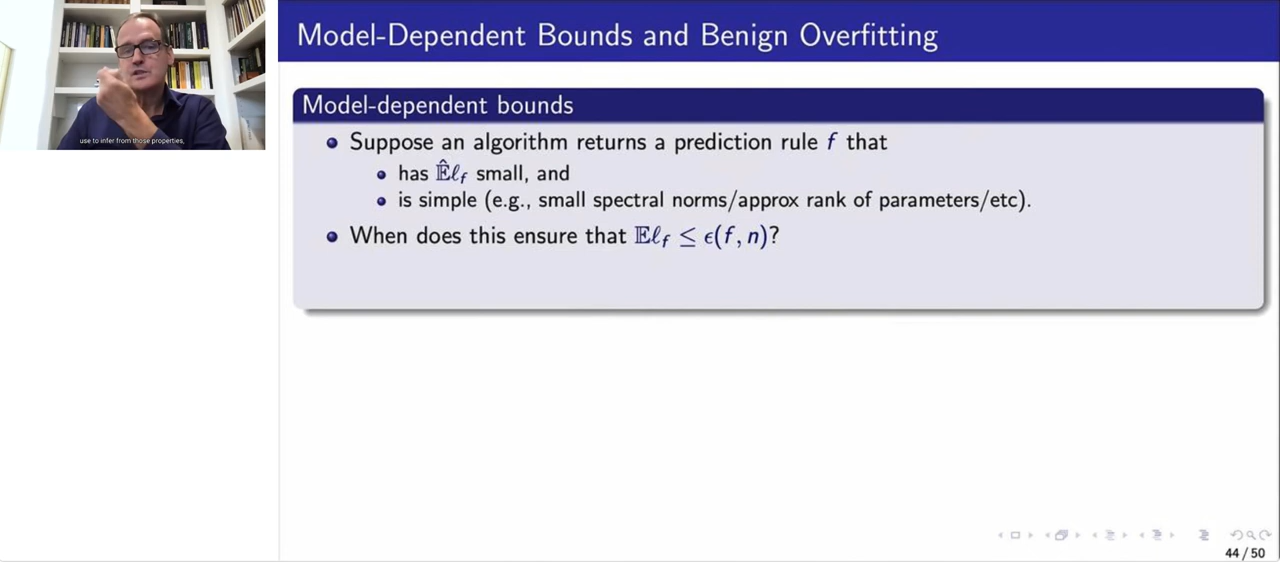 use to infer from those properties,
Model-Dependent Bounds and Benign Overfitting
Model-dependent bounds
• Suppose an algorithm returns a prediction rule f that
• has 𝔼̂ℓ_f small, and
• is simple (e.g., small spectral norms/approx rank of parameters/etc).
• When does this ensure that 𝔼ℓ_f ≤ ϵ(f, n)?
44 / 50